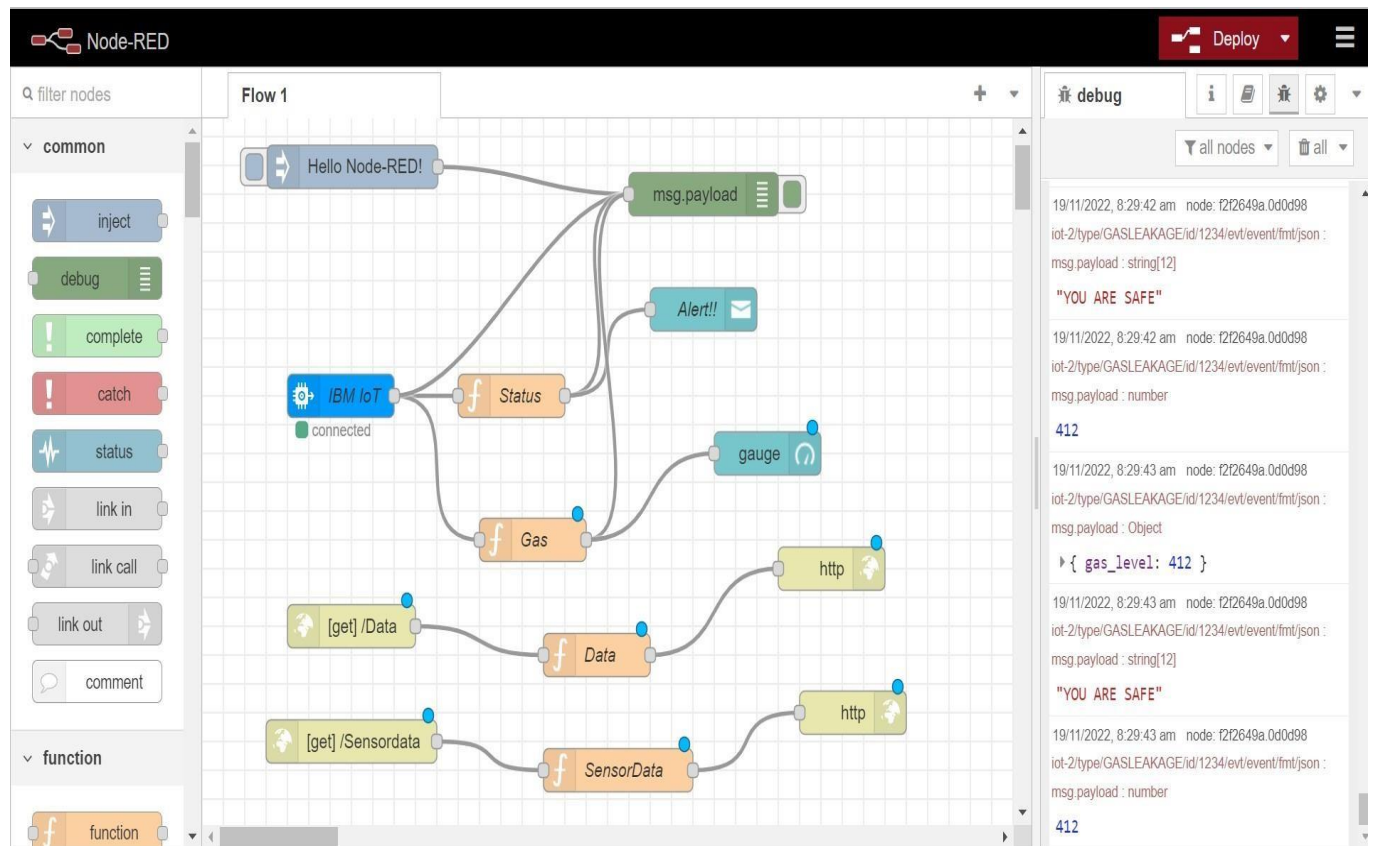 Node-RED
Deploy
filter nodes
Flow 1
debug
i
all nodes
all
common
inject
debug
complete
catch
status
link in
link call
link out
comment
function
function
Hello Node-RED!
msg.payload
Alert!!
IBM IoT
connected
f Status
gauge
f Gas
http
[get] /Data
f Data
http
[get] /Sensordata
f SensorData
19/11/2022, 8:29:42 am node: f2f2649a.0d0d98
iot-2/type/GASLEAKAGE/id/1234/evt/event/fmt/json :
msg.payload : string[12]
"YOU ARE SAFE"
19/11/2022, 8:29:42 am node: f2f2649a.0d0d98
iot-2/type/GASLEAKAGE/id/1234/evt/event/fmt/json :
msg.payload : number
412
19/11/2022, 8:29:43 am node: f2f2649a.0d0d98
iot-2/type/GASLEAKAGE/id/1234/evt/event/fmt/json :
msg.payload : Object
{ gas_level: 412 }
19/11/2022, 8:29:43 am node: f2f2649a.0d0d98
iot-2/type/GASLEAKAGE/id/1234/evt/event/fmt/json :
msg.payload : string[12]
"YOU ARE SAFE"
19/11/2022, 8:29:43 am node: f2f2649a.0d0d98
iot-2/type/GASLEAKAGE/id/1234/evt/event/fmt/json :
msg.payload : number
412